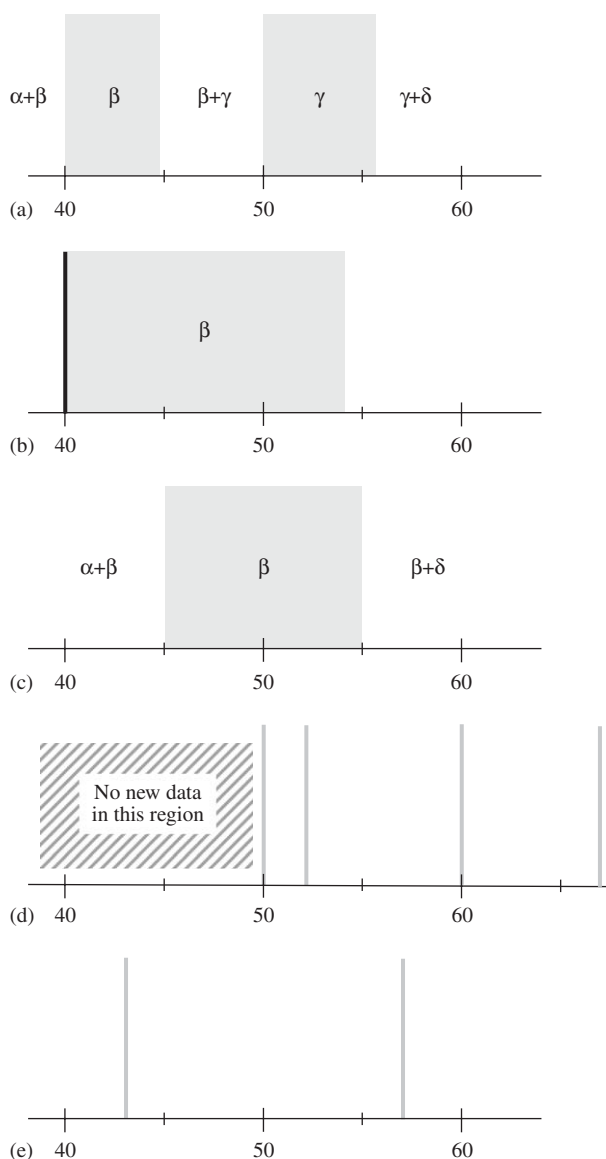 α+β β β+γ γ γ+δ
(a) 40 50 60
β
(b) 40 50 60
α+β β β+δ
(c) 40 50 60
No new data
in this region
(d) 40 50 60
(e) 40 50 60